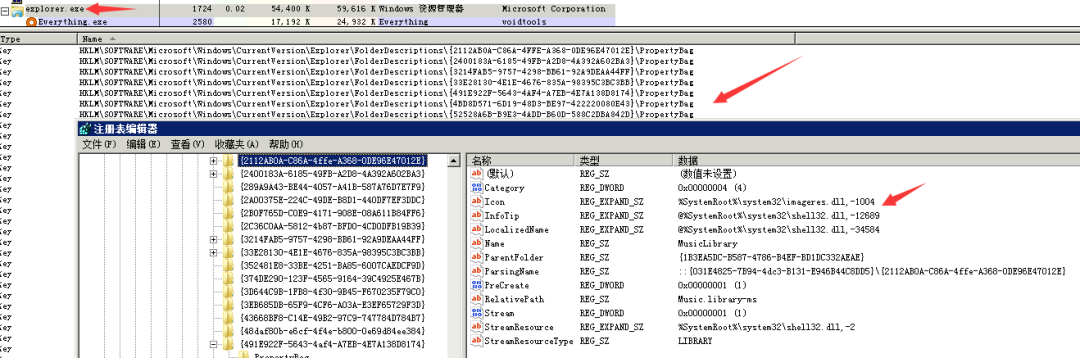 explorer.exe 1724 0.02 54,400 K 59,616 K Windows 资源管理器 Microsoft Corporation
Everything.exe 2580 17,192 K 24,932 K Everything voidtools
Type Name
Key HKLM\SOFTWARE\Microsoft\Windows\CurrentVersion\Explorer\FolderDescriptions\{2112AB0A-C86A-4FFE-A368-0DE96E47012E}\PropertyBag
Key HKLM\SOFTWARE\Microsoft\Windows\CurrentVersion\Explorer\FolderDescriptions\{2400183A-6185-49FB-A2D8-4A392A602BA3}\PropertyBag
Key HKLM\SOFTWARE\Microsoft\Windows\CurrentVersion\Explorer\FolderDescriptions\{3214FAB5-9757-4298-BB61-92A9DEAA44FF}\PropertyBag
Key HKLM\SOFTWARE\Microsoft\Windows\CurrentVersion\Explorer\FolderDescriptions\{33E28130-4E1E-4676-835A-98395C3BC3BB}\PropertyBag
Key HKLM\SOFTWARE\Microsoft\Windows\CurrentVersion\Explorer\FolderDescriptions\{491E922F-5643-4AF4-A7EB-4E7A138D8174}\PropertyBag
Key HKLM\SOFTWARE\Microsoft\Windows\CurrentVersion\Explorer\FolderDescriptions\{4BD8D571-6D19-48D3-BE97-422220080E43}\PropertyBag
Key HKLM\SOFTWARE\Microsoft\Windows\CurrentVersion\Explorer\FolderDescriptions\{52528A6B-B9E3-4ADD-B60D-588C2DBA842D}\PropertyBag
注册表编辑器
文件(F) 编辑(E) 查看(V) 收藏夹(A) 帮助(H)
{2112AB0A-C86A-4ffe-A368-0DE96E47012E}
{2400183A-6185-49FB-A2D8-4A392A602BA3}
{289A9A43-BE44-4057-A41B-587A76D7E7F9}
{2A00375E-224C-49DE-B8D1-440DF7EF3DDC}
{2B0F765D-C0E9-4171-908E-08A611B84FF6}
{2C36C0AA-5812-4b87-BFD0-4CD0DFB19B39}
{3214FAB5-9757-4298-BB61-92A9DEAA44FF}
{33E28130-4E1E-4676-835A-98395C3BC3BB}
{352481E8-33BE-4251-BA85-6007CAEDCF9D}
{374DE290-123F-4565-9164-39C4925E467B}
{3D644C9B-1FB8-4f30-9B45-F670235F79C0}
{3EB685DB-65F9-4CF6-A03A-E3EF65729F3D}
{43668BF8-C14E-49B2-97C9-747784D784B7}
{48daf80b-e6cf-4f4e-b800-0e69d84ee384}
{491E922F-5643-4af4-A7EB-4E7A138D8174}
PropertyBag
名称 类型 数据
(默认) REG_SZ (数值未设置)
Category REG_DWORD 0x00000004 (4)
Icon REG_EXPAND_SZ %SystemRoot%\system32\imageres.dll,-1004
InfoTip REG_EXPAND_SZ @%SystemRoot%\system32\shell32.dll,-12689
LocalizedName REG_EXPAND_SZ @%SystemRoot%\system32\shell32.dll,-34584
Name REG_SZ MusicLibrary
ParentFolder REG_SZ {1B3EA5DC-B587-4786-B4EF-BD1DC332AEAE}
ParsingName REG_SZ ::{031E4825-7B94-4dc3-B131-E946B44C8DD5}\{2112AB0A-C86A-4ffe-A368-0DE96E47012E}
PreCreate REG_DWORD 0x00000001 (1)
RelativePath REG_SZ Music.library-ms
Stream REG_DWORD 0x00000001 (1)
StreamResource REG_EXPAND_SZ %SystemRoot%\system32\shell32.dll,-2
StreamResourceType REG_SZ LIBRARY